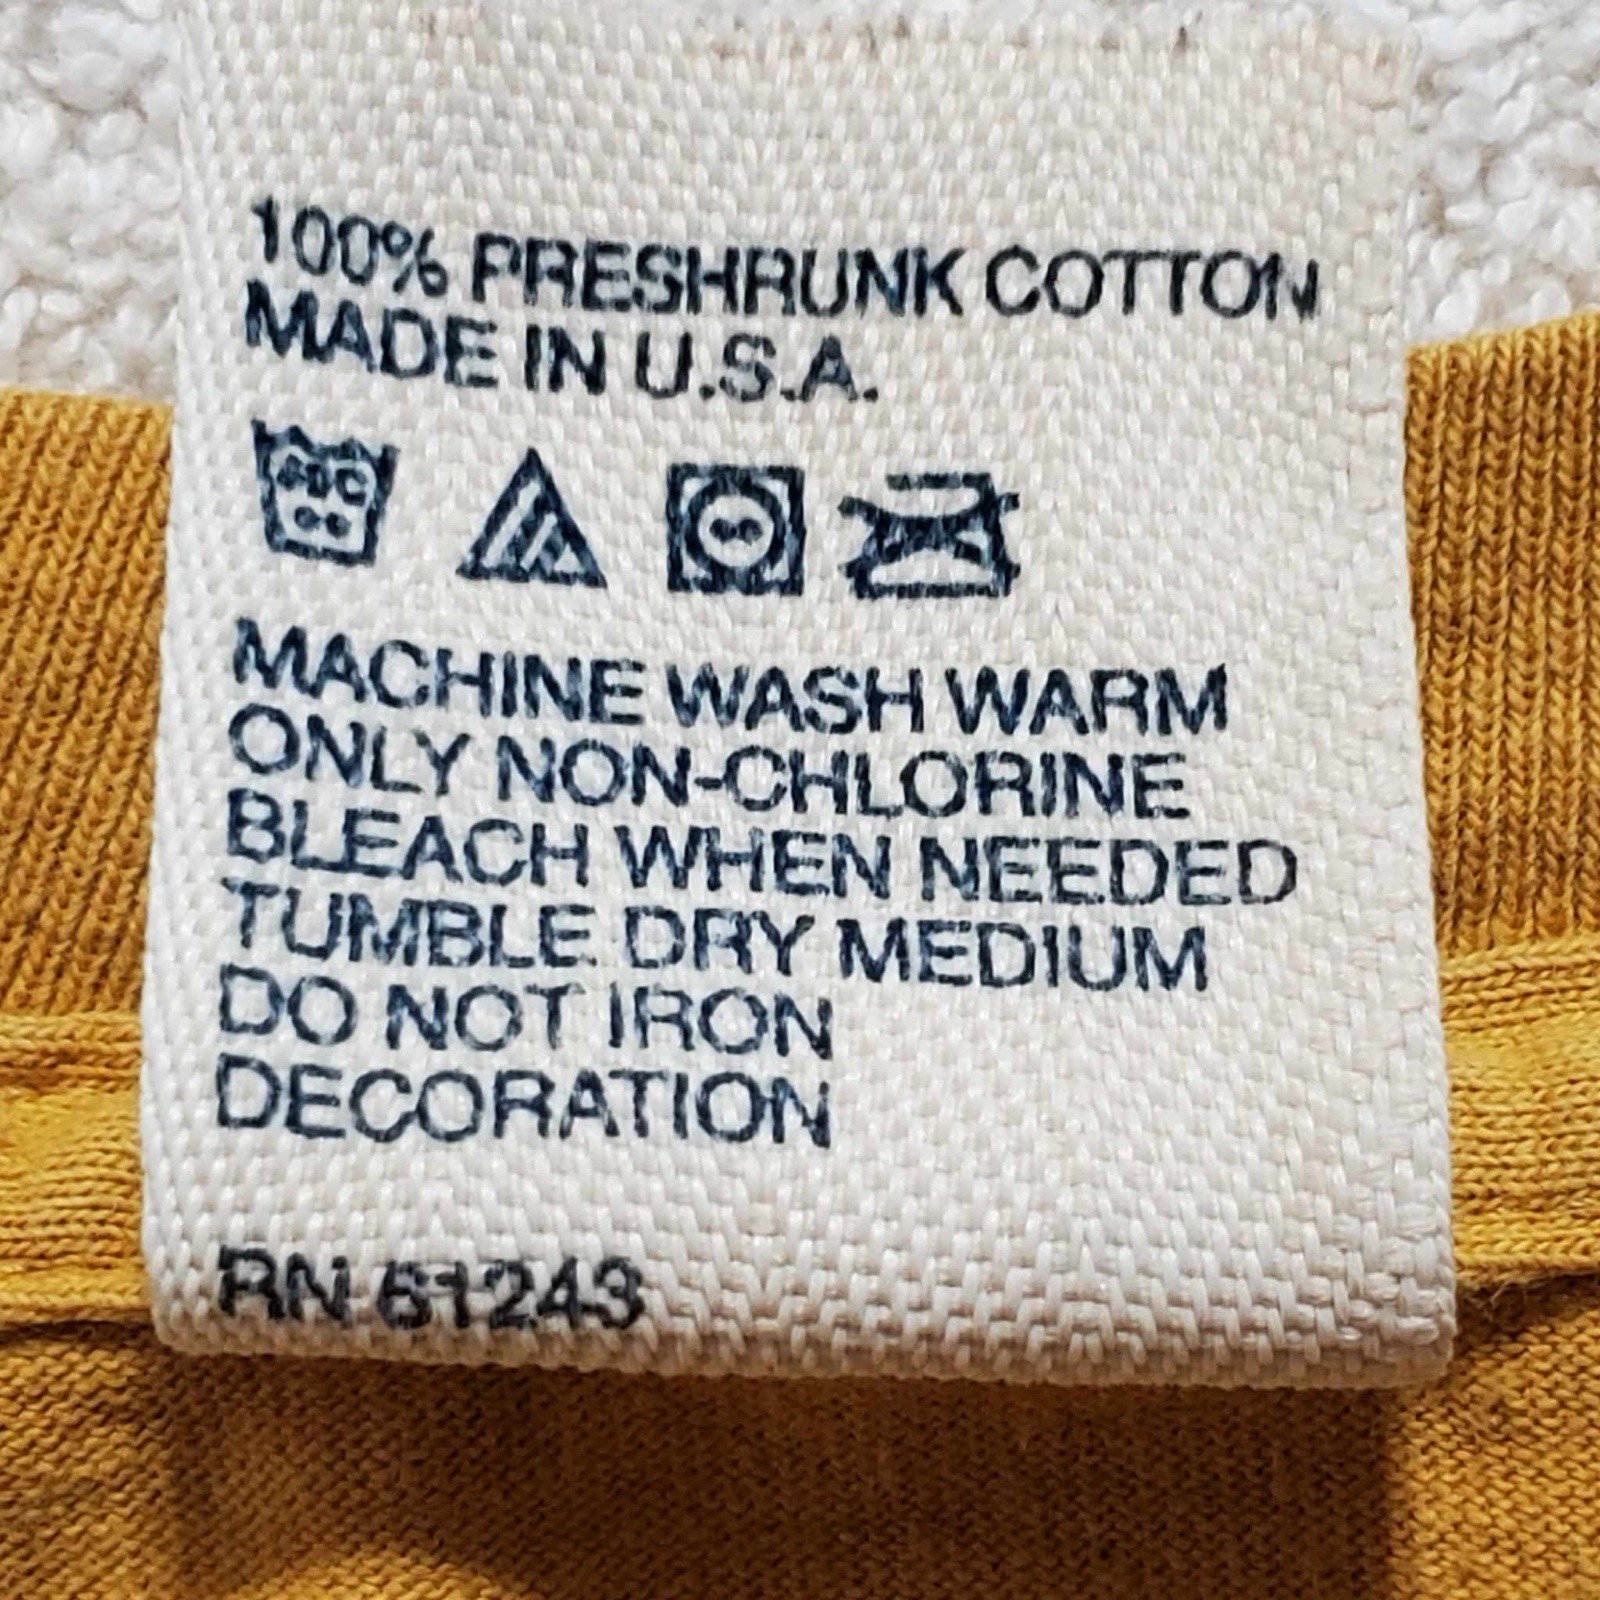 100% PRESHRUNK COTTON
MADE IN U.S.A.
MACHINE WASH WARM
ONLY NON-CHLORINE
BLEACH WHEN NEEDED
TUMBLE DRY MEDIUM
DO NOT IRON
DECORATION
RN 61243